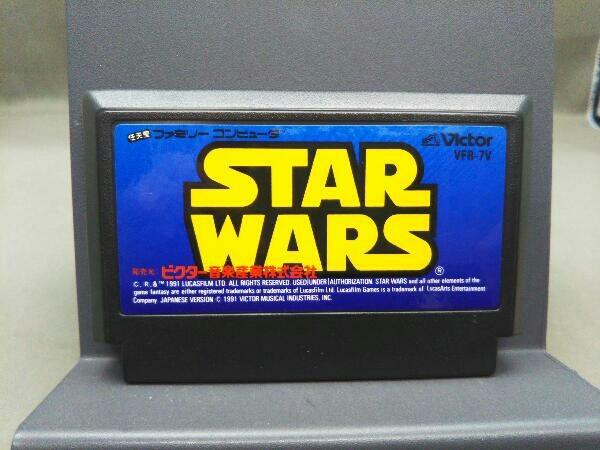 任天堂 ファミリー コンピュータ™
Victor
VFR-7V
STAR
WARS
®
発売元 ビクター音楽産業株式会社
©, ®, & ™ 1991 LUCASFILM LTD. ALL RIGHTS RESERVED. USED UNDER AUTHORIZATION. STAR WARS and all other elements of the
game fantasy are either registered trademarks or trademarks of Lucasfilm Ltd. Lucasfilm Games is a trademark of LucasArts Entertainment
Company JAPANESE VERSION © 1991 VICTOR MUSICAL INDUSTRIES, INC.